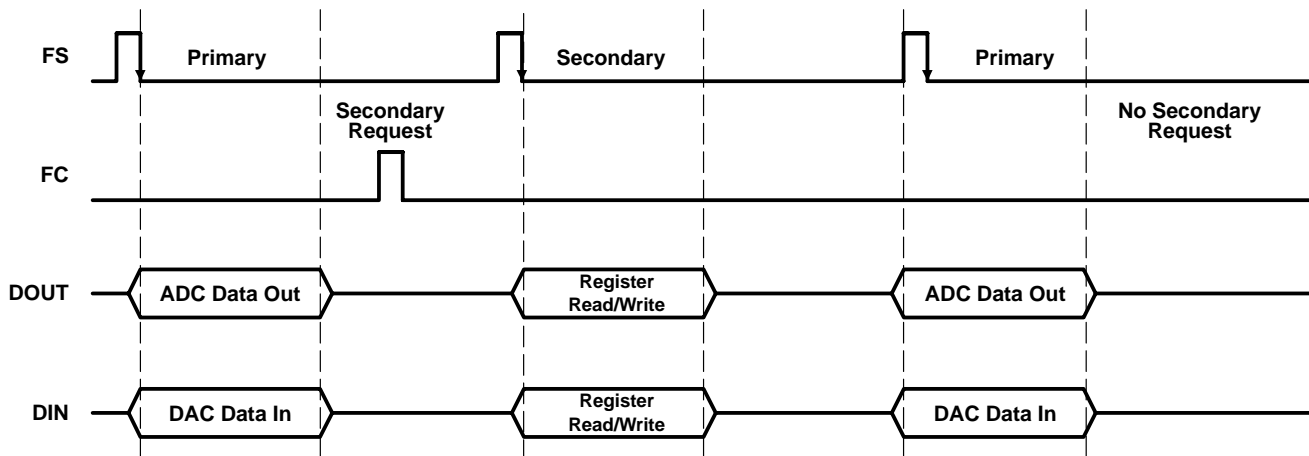 FS
Primary
Secondary
Primary
Secondary
Request
No Secondary
Request
FC
DOUT
ADC Data Out
Register
Read/Write
ADC Data Out
DIN
DAC Data In
Register
Read/Write
DAC Data In